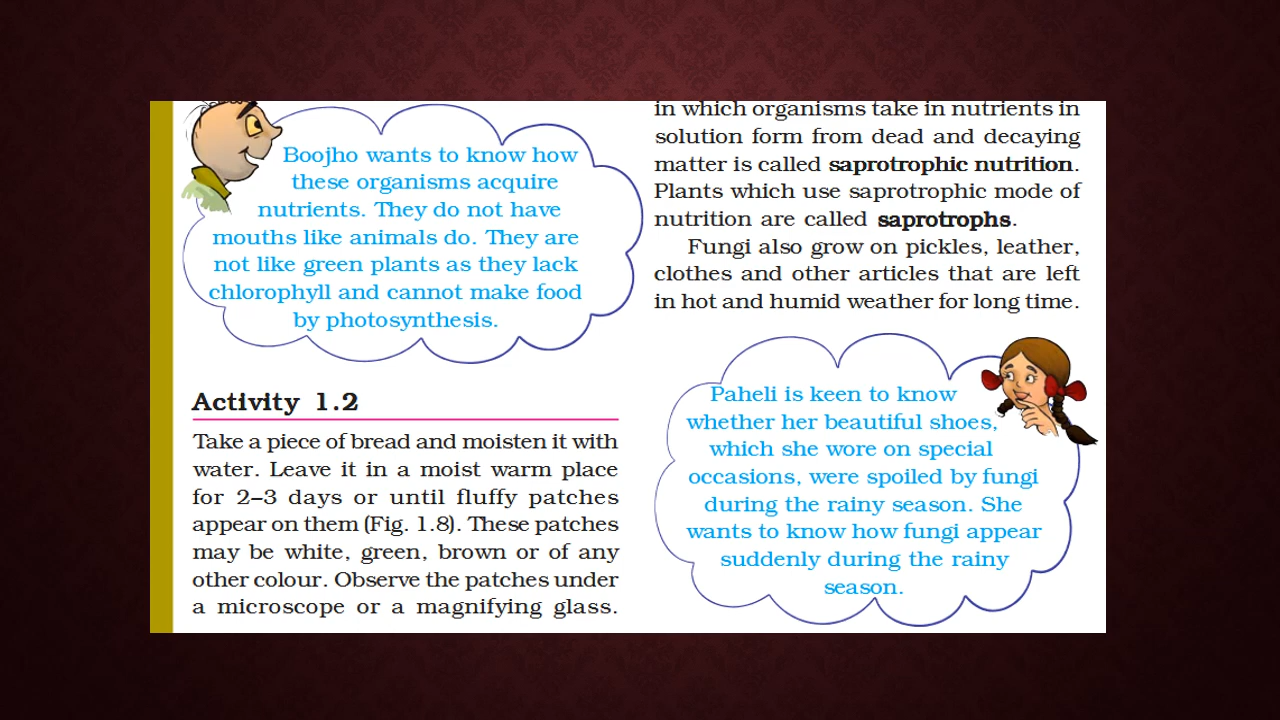 Boojho wants to know how
these organisms acquire
nutrients. They do not have
mouths like animals do. They are
not like green plants as they lack
chlorophyll and cannot make food
by photosynthesis.
Activity 1.2
Take a piece of bread and moisten it with
water. Leave it in a moist warm place
for 2–3 days or until fluffy patches
appear on them (Fig. 1.8). These patches
may be white, green, brown or of any
other colour. Observe the patches under
a microscope or a magnifying glass.
in which organisms take in nutrients in
solution form from dead and decaying
matter is called saprotrophic nutrition.
Plants which use saprotrophic mode of
nutrition are called saprotrophs.
Fungi also grow on pickles, leather,
clothes and other articles that are left
in hot and humid weather for long time.
Paheli is keen to know
whether her beautiful shoes,
which she wore on special
occasions, were spoiled by fungi
during the rainy season. She
wants to know how fungi appear
suddenly during the rainy
season.